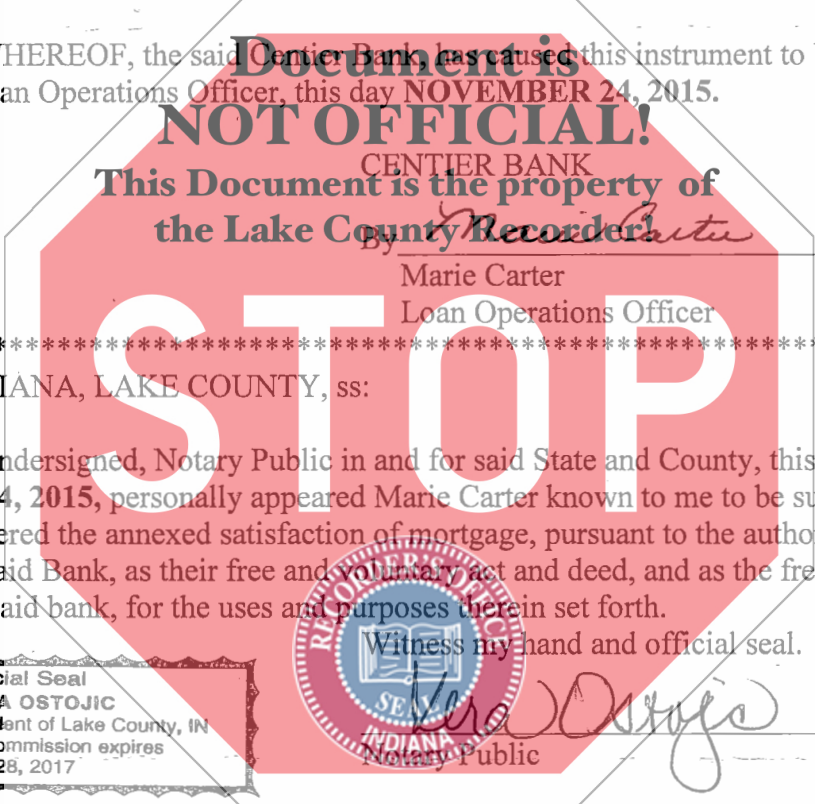 Document is
NOT OFFICIAL!
This Document is the property of
the Lake County Recorder!
STOP
HEREOF, the said Centier Bank, has caused this instrument to
an Operations Officer, this day NOVEMBER 24, 2015.
CENTIER BANK
By Marie Carter
Marie Carter
Loan Operations Officer
IANA, LAKE COUNTY, ss:
ndersigned, Notary Public in and for said State and County, this
4, 2015, personally appeared Marie Carter known to me to be su
ered the annexed satisfaction of mortgage, pursuant to the autho
aid Bank, as their free and voluntary act and deed, and as the fre
aid bank, for the uses and purposes therein set forth.
Witness my hand and official seal.
RECORDER'S OFFICE
SEAL
INDIANA
cial Seal
A OSTOJIC
ent of Lake County, IN
ommission expires
28, 2017
Vera Ostojic
Notary Public